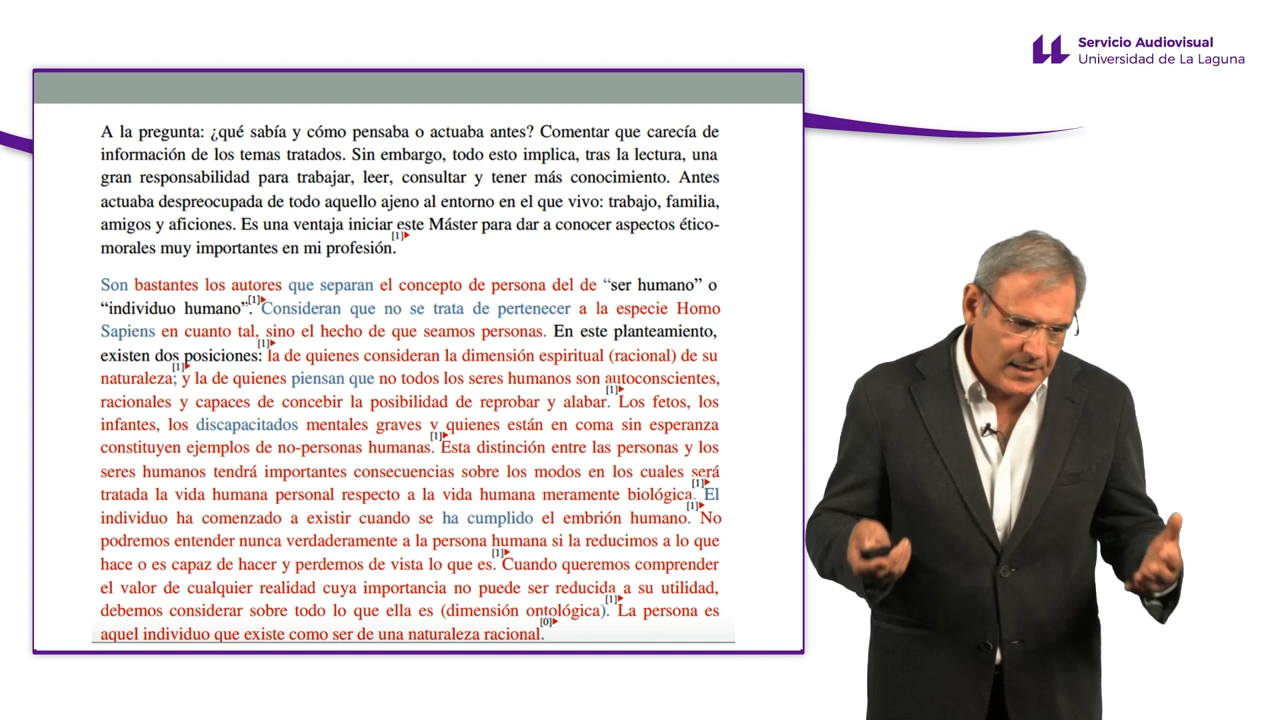 Servicio Audiovisual
Universidad de La Laguna
A la pregunta: ¿qué sabía y cómo pensaba o actuaba antes? Comentar que carecía de
información de los temas tratados. Sin embargo, todo esto implica, tras la lectura, una
gran responsabilidad para trabajar, leer, consultar y tener más conocimiento. Antes
actuaba despreocupada de todo aquello ajeno al entorno en el que vivo: trabajo, familia,
amigos y aficiones. Es una ventaja iniciar este Máster para dar a conocer aspectos ético-
morales muy importantes en mi profesión.[1]
Son bastantes los autores que separan el concepto de persona del de “ser humano” o
“individuo humano”.[1] Consideran que no se trata de pertenecer a la especie Homo
Sapiens en cuanto tal, sino el hecho de que seamos personas. En este planteamiento,
existen dos posiciones:[1] la de quienes consideran la dimensión espiritual (racional) de su
naturaleza;[1] y la de quienes piensan que no todos los seres humanos son autoconscientes,
racionales y capaces de concebir la posibilidad de reprobar y alabar.[1] Los fetos, los
infantes, los discapacitados mentales graves y quienes están en coma sin esperanza
constituyen ejemplos de no-personas humanas.[1] Esta distinción entre las personas y los
seres humanos tendrá importantes consecuencias sobre los modos en los cuales será
tratada la vida humana personal respecto a la vida humana meramente biológica.[1] El
individuo ha comenzado a existir cuando se ha cumplido el embrión humano.[1] No
podremos entender nunca verdaderamente a la persona humana si la reducimos a lo que
hace o es capaz de hacer y perdemos de vista lo que es.[1] Cuando queremos comprender
el valor de cualquier realidad cuya importancia no puede ser reducida a su utilidad,
debemos considerar sobre todo lo que ella es (dimensión ontológica).[1] La persona es
aquel individuo que existe como ser de una naturaleza racional.[0]